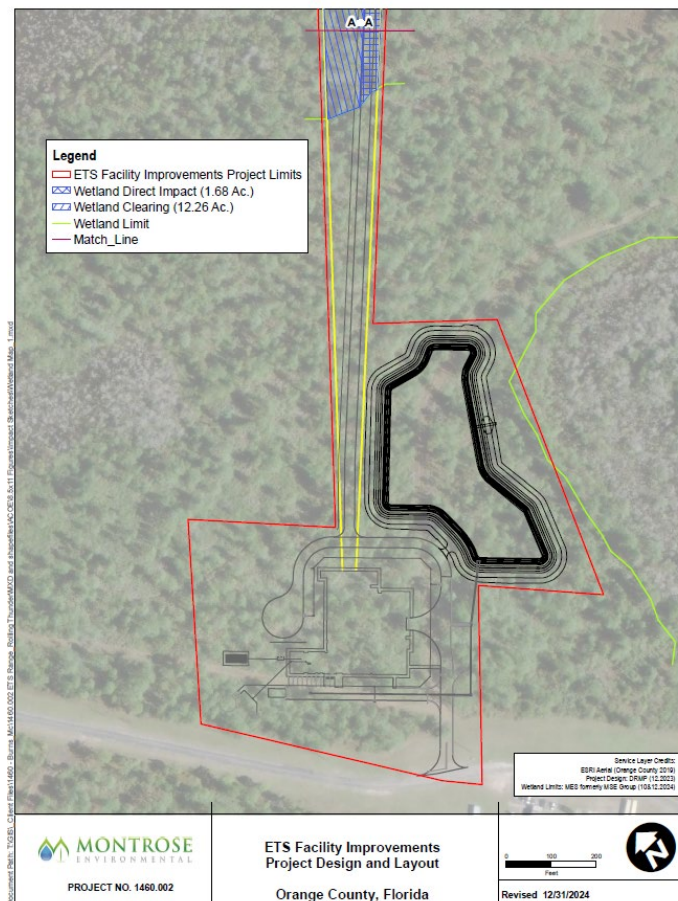 A A
Legend
ETS Facility Improvements Project Limits
Wetland Direct Impact (1.68 Ac.)
Wetland Clearing (12.26 Ac.)
Wetland Limit
Match_Line
Service Layer Credits:
ESRI Aerial (Orange County 2019)
Project Design: DRMP (12.2023)
Wetland Limits: MES formerly MSE Group
MONTROSE
ENVIRONMENTAL
PROJECT NO. 1460.002
ETS Facility Improvements
Project Design and Layout
Orange County, Florida
0 100 200
Feet
N
Revised 12/31/2024